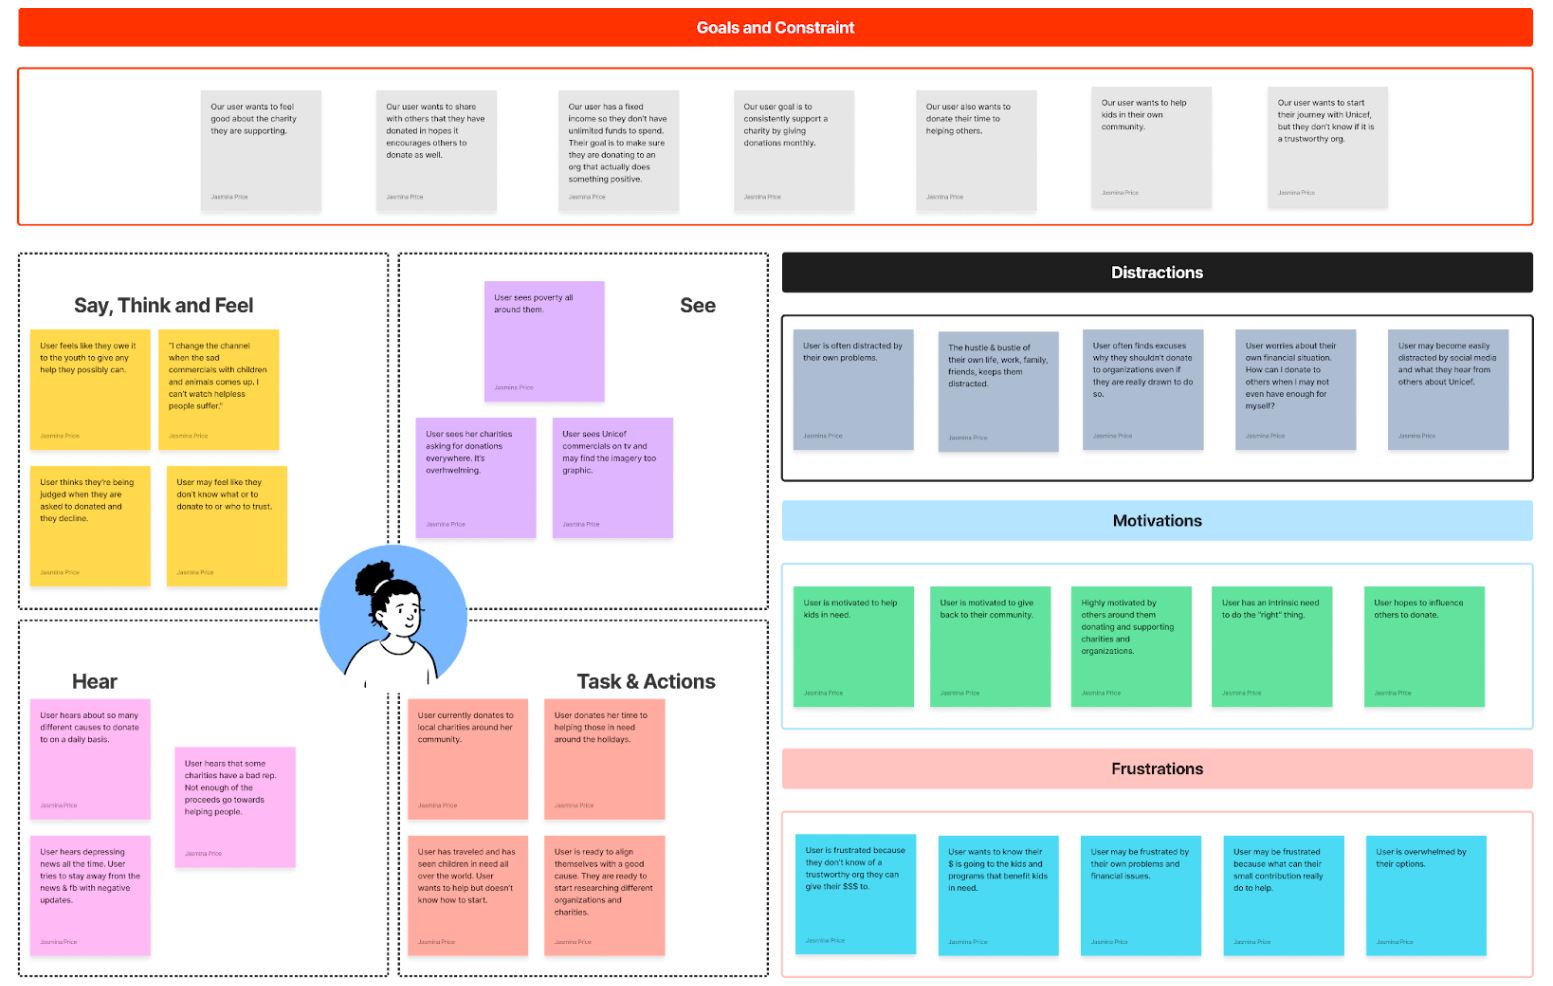 Goals and Constraint
Our user wants to feel
good about the charity
they are supporting.
Jasmina Price
Our user wants to share
with others that they have
donated in hopes it
encourages others to
donate as well.
Jasmina Price
Our user has a fixed
income so they don't have
unlimited funds to spend.
Their goal is to make sure
they are donating to an
org that actually does
something positive.
Jasmina Price
Our user goal is to
consistently support a
charity by giving
donations monthly.
Jasmina Price
Our user also wants to
donate their time to
helping others.
Jasmina Price
Our user wants to help
kids in their own
community.
Jasmina Price
Our user wants to start
their journey with Unicef,
but they don't know if it is
a trustworthy org.
Jasmina Price
Say, Think and Feel
User feels like they owe it
to the youth to give any
help they possibly can.
Jasmina Price
"I change the channel
when the sad
commercials with children
and animals comes up. I
can't watch helpless
people suffer."
Jasmina Price
User thinks they're being
judged when they are
asked to donated and
they decline.
Jasmina Price
User may feel like they
don't know what or to
donate to or who to trust.
Jasmina Price
See
User sees poverty all
around them.
Jasmina Price
User sees her charities
asking for donations
everywhere. It's
overhwelming.
Jasmina Price
User sees Unicef
commercials on tv and
may find the imagery too
graphic.
Jasmina Price
Hear
User hears about so many
different causes to donate
to on a daily basis.
Jasmina Price
User hears that some
charities have a bad rep.
Not enough of the
proceeds go towards
helping people.
Jasmina Price
User hears depressing
news all the time. User
tries to stay away from the
news & fb with negative
updates.
Jasmina Price
Task & Actions
User currently donates to
local charities around her
community.
Jasmina Price
User donates her time to
helping those in need
around the holidays.
Jasmina Price
User has traveled and has
seen children in need all
over the world. User
wants to help but doesn't
know how to start.
Jasmina Price
User is ready to align
themselves with a good
cause. They are ready to
start researching different
organizations and
charities.
Jasmina Price
Distractions
User is often distracted by
their own problems.
Jasmina Price
The hustle & bustle of
their own life, work, family,
friends, keeps them
distracted.
Jasmina Price
User often finds excuses
why they shouldn't donate
to organizations even if
they are really drawn to do
so.
Jasmina Price
User worries about their
own financial situation.
How can I donate to
others when I may not
even have enough for
myself?
Jasmina Price
User may become easily
distracted by social media
and what they hear from
others about Unicef.
Jasmina Price
Motivations
User is motivated to help
kids in need.
Jasmina Price
User is motivated to give
back to their community.
Jasmina Price
Highly motivated by
others around them
donating and supporting
charities and
organizations.
Jasmina Price
User has an intrinsic need
to do the "right" thing.
Jasmina Price
User hopes to influence
others to donate.
Jasmina Price
Frustrations
User is frustrated because
they don't know of a
trustworthy org they can
give their $$$ to.
Jasmina Price
User wants to know their
$ is going to the kids and
programs that benefit kids
in need.
Jasmina Price
User may be frustrated by
their own problems and
financial issues.
Jasmina Price
User may be frustrated
because what can their
small contribution really
do to help.
Jasmina Price
User is overwhelmed by
their options.
Jasmina Price